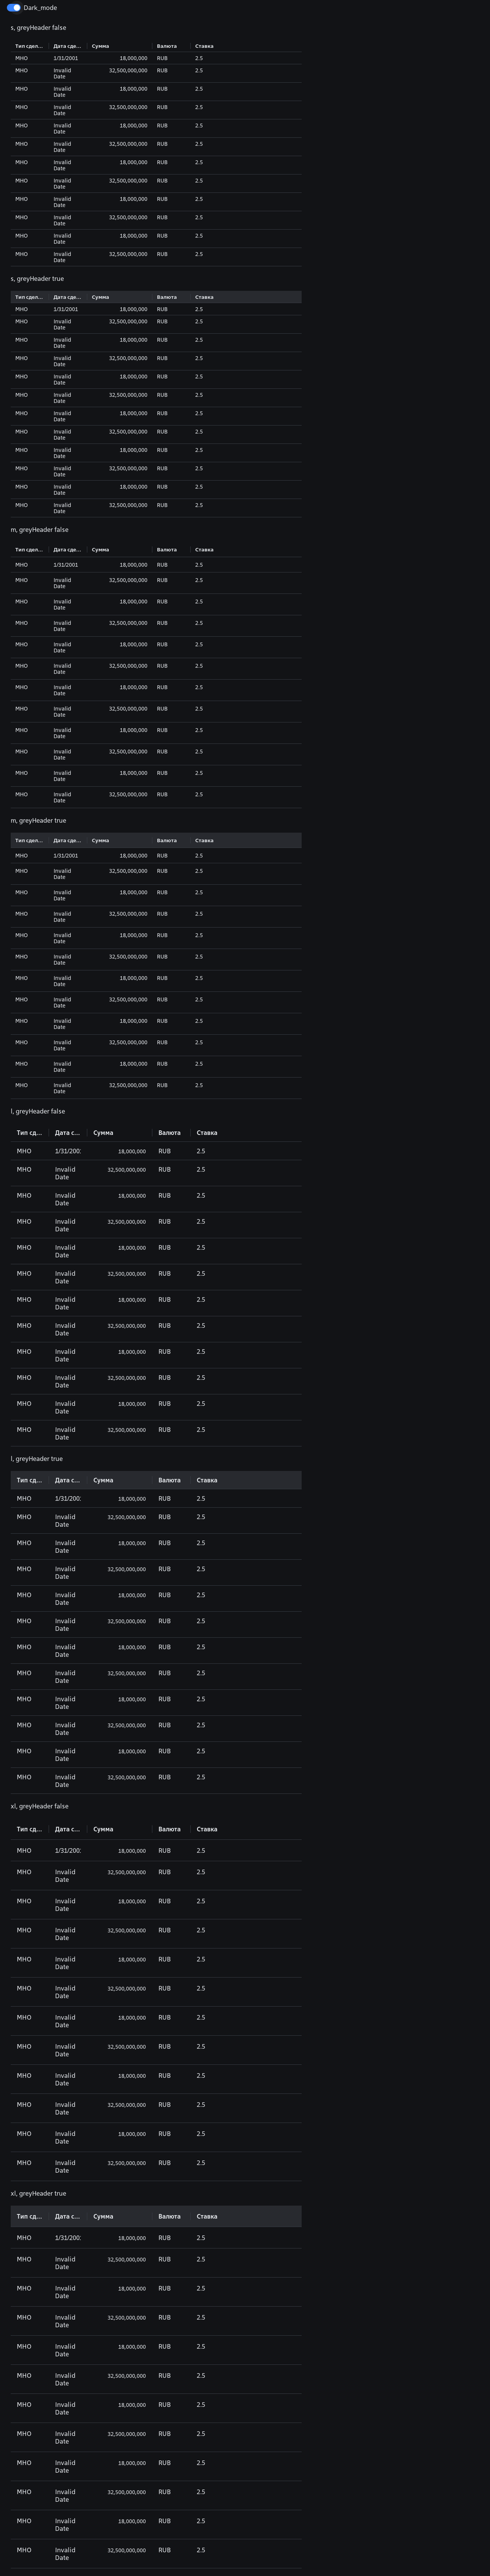 Dark_mode
s, greyHeader false
Тип сдел... Дата сде... Сумма Валюта Ставка
МНО 1/31/2001 18,000,000 RUB 2.5
МНО Invalid 32,500,000,000 RUB 2.5
Date
МНО Invalid 18,000,000 RUB 2.5
Date
МНО Invalid 32,500,000,000 RUB 2.5
Date
МНО Invalid 18,000,000 RUB 2.5
Date
МНО Invalid 32,500,000,000 RUB 2.5
Date
МНО Invalid 18,000,000 RUB 2.5
Date
МНО Invalid 32,500,000,000 RUB 2.5
Date
МНО Invalid 18,000,000 RUB 2.5
Date
МНО Invalid 32,500,000,000 RUB 2.5
Date
МНО Invalid 18,000,000 RUB 2.5
Date
МНО Invalid 32,500,000,000 RUB 2.5
Date
s, greyHeader true
Тип сдел... Дата сде... Сумма Валюта Ставка
МНО 1/31/2001 18,000,000 RUB 2.5
МНО Invalid 32,500,000,000 RUB 2.5
Date
МНО Invalid 18,000,000 RUB 2.5
Date
МНО Invalid 32,500,000,000 RUB 2.5
Date
МНО Invalid 18,000,000 RUB 2.5
Date
МНО Invalid 32,500,000,000 RUB 2.5
Date
МНО Invalid 18,000,000 RUB 2.5
Date
МНО Invalid 32,500,000,000 RUB 2.5
Date
МНО Invalid 18,000,000 RUB 2.5
Date
МНО Invalid 32,500,000,000 RUB 2.5
Date
МНО Invalid 18,000,000 RUB 2.5
Date
МНО Invalid 32,500,000,000 RUB 2.5
Date
m, greyHeader false
Тип сдел... Дата сде... Сумма Валюта Ставка
МНО 1/31/2001 18,000,000 RUB 2.5
МНО Invalid 32,500,000,000 RUB 2.5
Date
МНО Invalid 18,000,000 RUB 2.5
Date
МНО Invalid 32,500,000,000 RUB 2.5
Date
МНО Invalid 18,000,000 RUB 2.5
Date
МНО Invalid 32,500,000,000 RUB 2.5
Date
МНО Invalid 18,000,000 RUB 2.5
Date
МНО Invalid 32,500,000,000 RUB 2.5
Date
МНО Invalid 18,000,000 RUB 2.5
Date
МНО Invalid 32,500,000,000 RUB 2.5
Date
МНО Invalid 18,000,000 RUB 2.5
Date
МНО Invalid 32,500,000,000 RUB 2.5
Date
m, greyHeader true
Тип сдел... Дата сде... Сумма Валюта Ставка
МНО 1/31/2001 18,000,000 RUB 2.5
МНО Invalid 32,500,000,000 RUB 2.5
Date
МНО Invalid 18,000,000 RUB 2.5
Date
МНО Invalid 32,500,000,000 RUB 2.5
Date
МНО Invalid 18,000,000 RUB 2.5
Date
МНО Invalid 32,500,000,000 RUB 2.5
Date
МНО Invalid 18,000,000 RUB 2.5
Date
МНО Invalid 32,500,000,000 RUB 2.5
Date
МНО Invalid 18,000,000 RUB 2.5
Date
МНО Invalid 32,500,000,000 RUB 2.5
Date
МНО Invalid 18,000,000 RUB 2.5
Date
МНО Invalid 32,500,000,000 RUB 2.5
Date
l, greyHeader false
Тип сд... Дата с... Сумма Валюта Ставка
МНО 1/31/200 18,000,000 RUB 2.5
МНО Invalid 32,500,000,000 RUB 2.5
Date
МНО Invalid 18,000,000 RUB 2.5
Date
МНО Invalid 32,500,000,000 RUB 2.5
Date
МНО Invalid 18,000,000 RUB 2.5
Date
МНО Invalid 32,500,000,000 RUB 2.5
Date
МНО Invalid 18,000,000 RUB 2.5
Date
МНО Invalid 32,500,000,000 RUB 2.5
Date
МНО Invalid 18,000,000 RUB 2.5
Date
МНО Invalid 32,500,000,000 RUB 2.5
Date
МНО Invalid 18,000,000 RUB 2.5
Date
МНО Invalid 32,500,000,000 RUB 2.5
Date
l, greyHeader true
Тип сд... Дата с... Сумма Валюта Ставка
МНО 1/31/200 18,000,000 RUB 2.5
МНО Invalid 32,500,000,000 RUB 2.5
Date
МНО Invalid 18,000,000 RUB 2.5
Date
МНО Invalid 32,500,000,000 RUB 2.5
Date
МНО Invalid 18,000,000 RUB 2.5
Date
МНО Invalid 32,500,000,000 RUB 2.5
Date
МНО Invalid 18,000,000 RUB 2.5
Date
МНО Invalid 32,500,000,000 RUB 2.5
Date
МНО Invalid 18,000,000 RUB 2.5
Date
МНО Invalid 32,500,000,000 RUB 2.5
Date
МНО Invalid 18,000,000 RUB 2.5
Date
МНО Invalid 32,500,000,000 RUB 2.5
Date
xl, greyHeader false
Тип сд... Дата с... Сумма Валюта Ставка
МНО 1/31/200 18,000,000 RUB 2.5
МНО Invalid 32,500,000,000 RUB 2.5
Date
МНО Invalid 18,000,000 RUB 2.5
Date
МНО Invalid 32,500,000,000 RUB 2.5
Date
МНО Invalid 18,000,000 RUB 2.5
Date
МНО Invalid 32,500,000,000 RUB 2.5
Date
МНО Invalid 18,000,000 RUB 2.5
Date
МНО Invalid 32,500,000,000 RUB 2.5
Date
МНО Invalid 18,000,000 RUB 2.5
Date
МНО Invalid 32,500,000,000 RUB 2.5
Date
МНО Invalid 18,000,000 RUB 2.5
Date
МНО Invalid 32,500,000,000 RUB 2.5
Date
xl, greyHeader true
Тип сд... Дата с... Сумма Валюта Ставка
МНО 1/31/200 18,000,000 RUB 2.5
МНО Invalid 32,500,000,000 RUB 2.5
Date
МНО Invalid 18,000,000 RUB 2.5
Date
МНО Invalid 32,500,000,000 RUB 2.5
Date
МНО Invalid 18,000,000 RUB 2.5
Date
МНО Invalid 32,500,000,000 RUB 2.5
Date
МНО Invalid 18,000,000 RUB 2.5
Date
МНО Invalid 32,500,000,000 RUB 2.5
Date
МНО Invalid 18,000,000 RUB 2.5
Date
МНО Invalid 32,500,000,000 RUB 2.5
Date
МНО Invalid 18,000,000 RUB 2.5
Date
МНО Invalid 32,500,000,000 RUB 2.5
Date